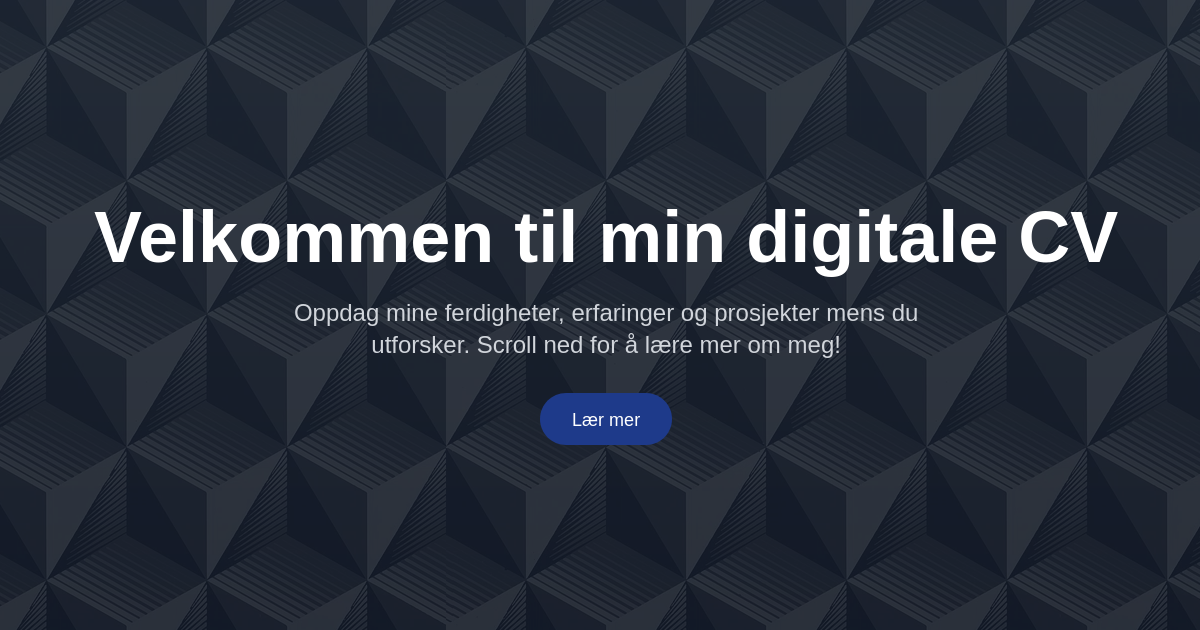 Velkommen til min digitale CV
Oppdag mine ferdigheter, erfaringer og prosjekter mens du
utforsker. Scroll ned for å lære mer om meg!
Lær mer